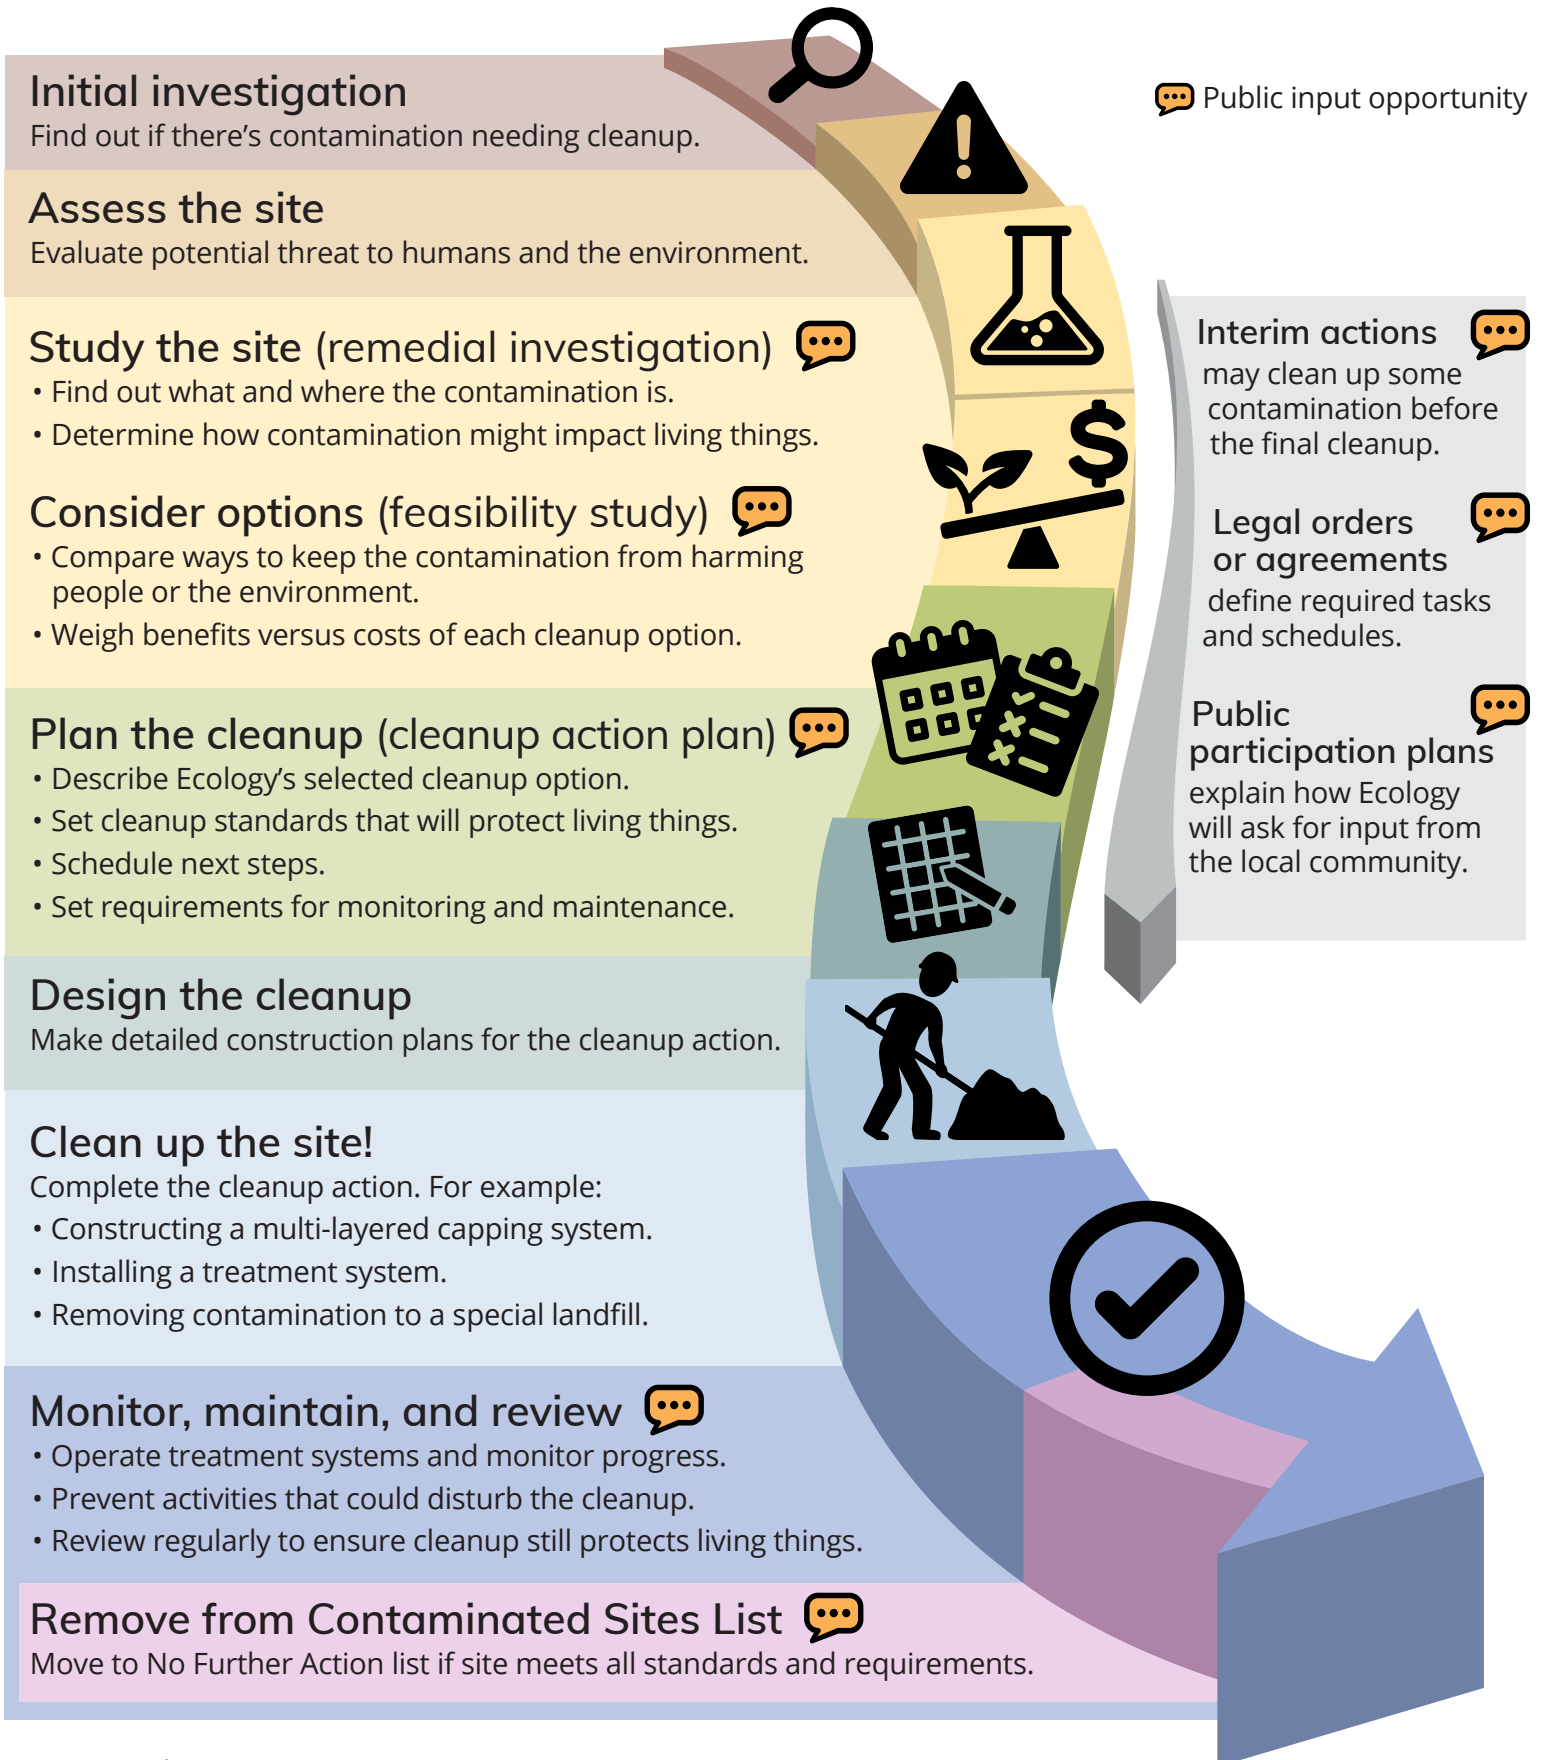 Initial investigation
Find out if there's contamination needing cleanup.
Public input opportunity
Assess the site
Evaluate potential threat to humans and the environment.
Study the site (remedial investigation)
• Find out what and where the contamination is.
• Determine how contamination might impact living things.
Consider options (feasibility study)
• Compare ways to keep the contamination from harming
people or the environment.
• Weigh benefits versus costs of each cleanup option.
Plan the cleanup (cleanup action plan)
• Describe Ecology's selected cleanup option.
• Set cleanup standards that will protect living things.
• Schedule next steps.
• Set requirements for monitoring and maintenance.
Design the cleanup
Make detailed construction plans for the cleanup action.
Clean up the site!
Complete the cleanup action. For example:
• Constructing a multi-layered capping system.
• Installing a treatment system.
• Removing contamination to a special landfill.
Monitor, maintain, and review
• Operate treatment systems and monitor progress.
• Prevent activities that could disturb the cleanup.
• Review regularly to ensure cleanup still protects living things.
Remove from Contaminated Sites List
Move to No Further Action list if site meets all standards and requirements.
Interim actions
may clean up some
contamination before
the final cleanup.
Legal orders
or agreements
define required tasks
and schedules.
Public
participation plans
explain how Ecology
will ask for input from
the local community.
$